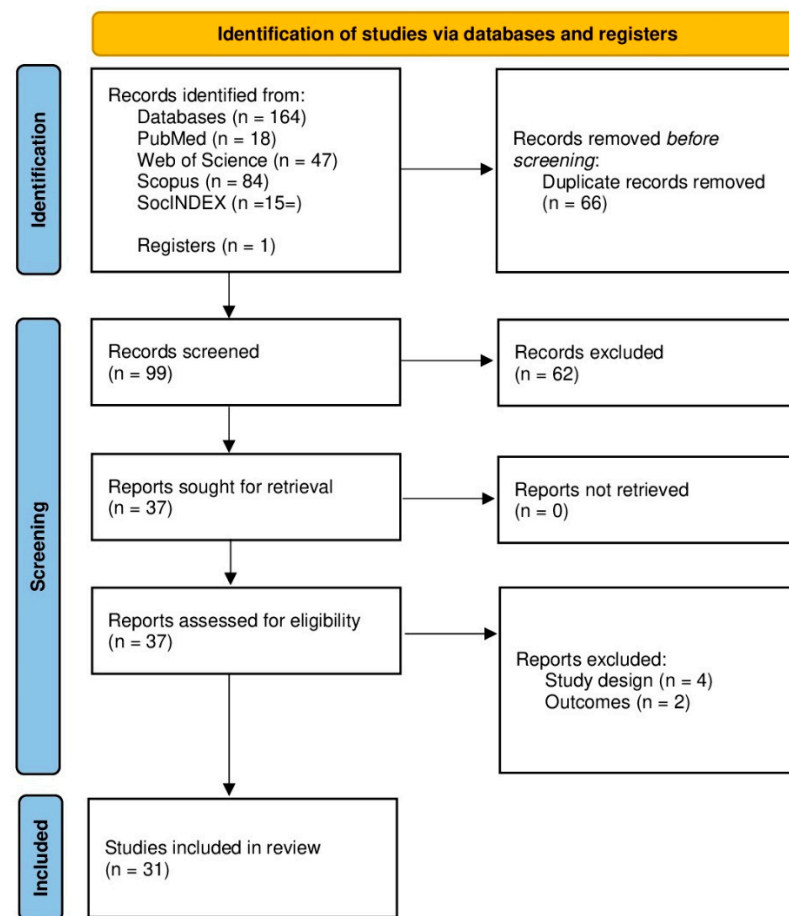 Identification of studies via databases and registers
Identification
Records identified from:
Databases (n = 164)
PubMed (n = 18)
Web of Science (n = 47)
Scopus (n = 84)
SocINDEX (n =15=)
Registers (n = 1)
Records removed before
screening:
Duplicate records removed
(n = 66)
Screening
Records screened
(n = 99)
Records excluded
(n = 62)
Reports sought for retrieval
(n = 37)
Reports not retrieved
(n = 0)
Reports assessed for eligibility
(n = 37)
Reports excluded:
Study design (n = 4)
Outcomes (n = 2)
Included
Studies included in review
(n = 31)